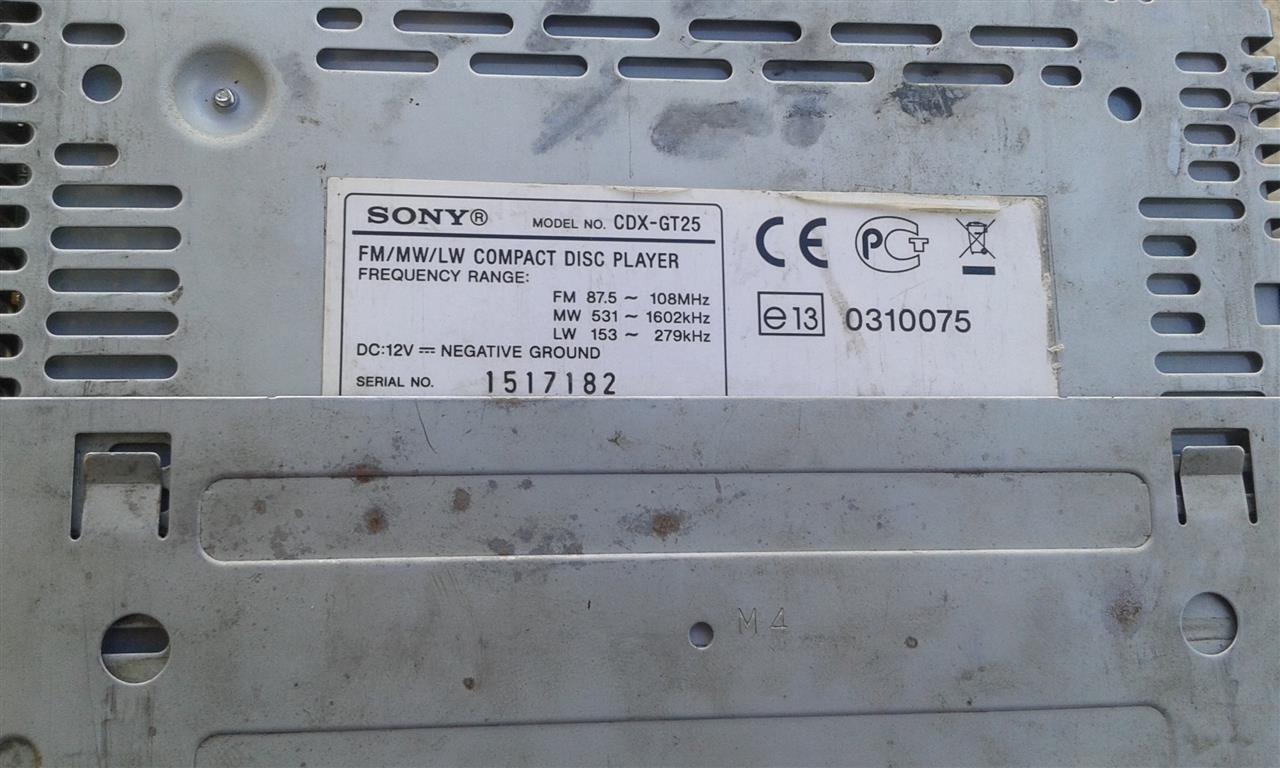 SONY® MODEL NO. CDX-GT25
FM/MW/LW COMPACT DISC PLAYER
FREQUENCY RANGE:
FM 87.5 ~ 108MHz
MW 531 ~ 1602kHz
LW 153 ~ 279kHz
DC:12V ⎓ NEGATIVE GROUND
SERIAL NO. 1517182
CE PCT
e13 0310075
M4